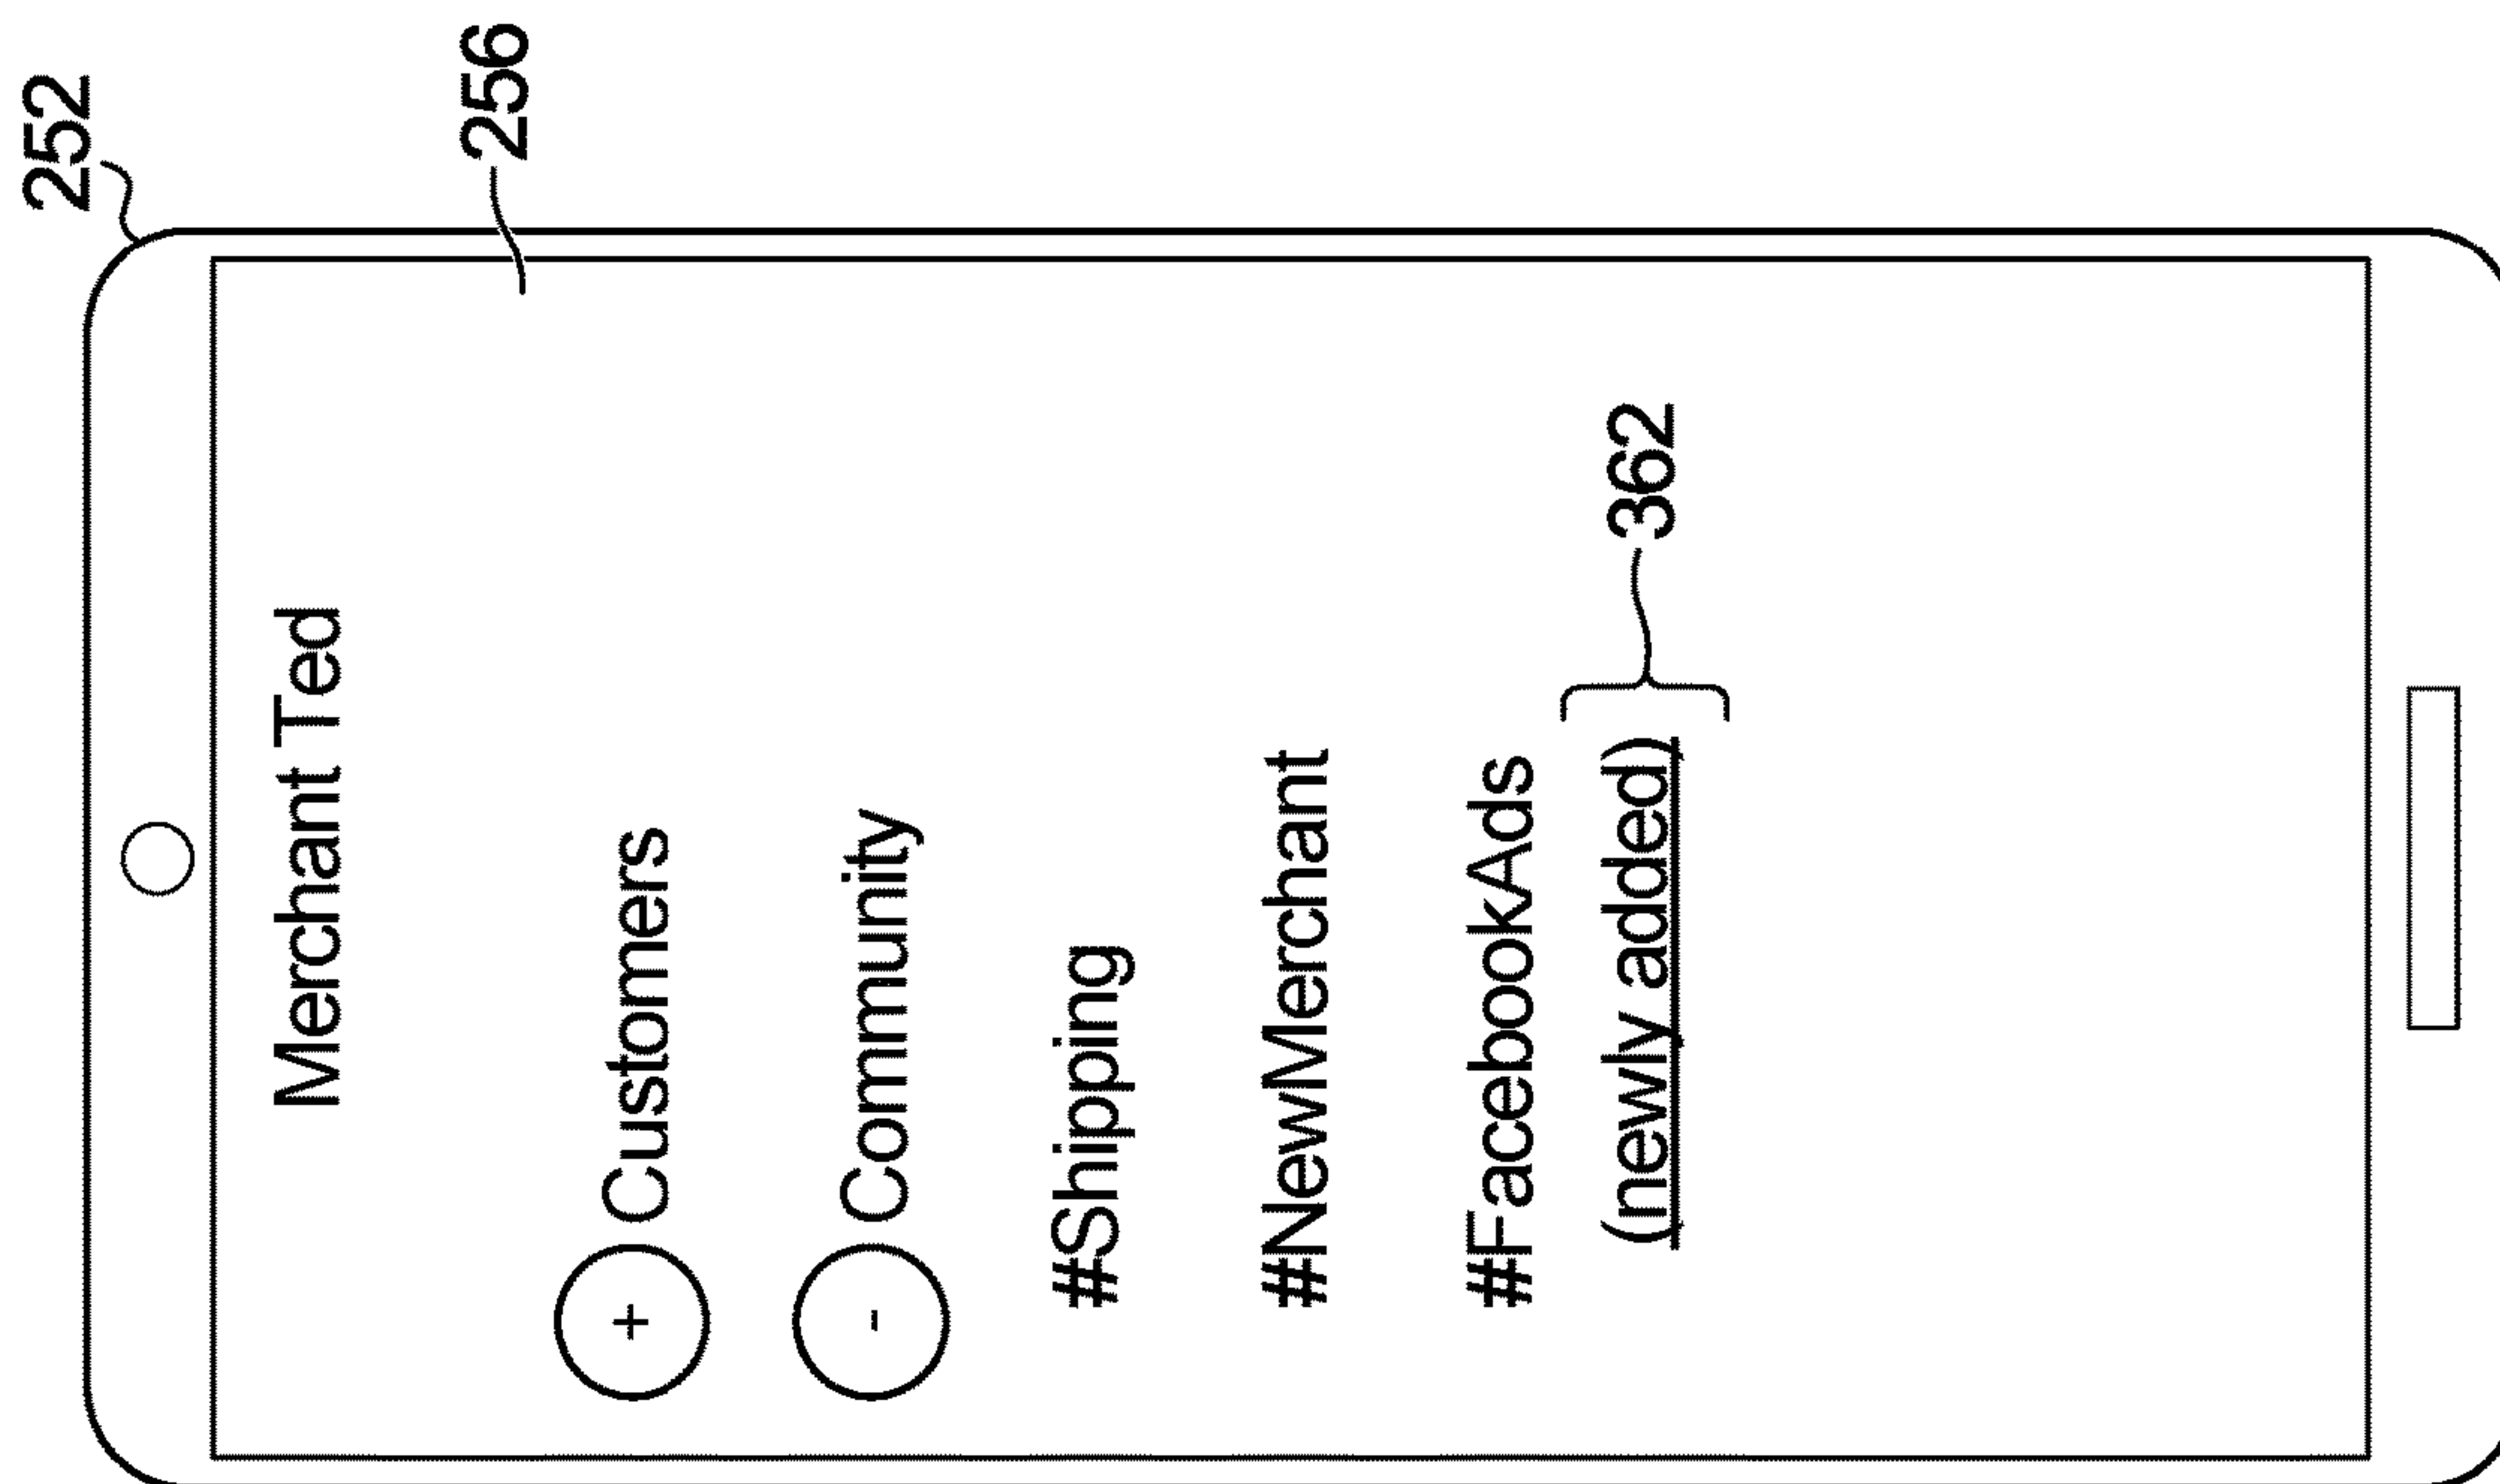 252
256
Merchant Ted
+ Customers
- Community
#Shipping
#NewMerchant
#FacebookAds
(newly added)
362